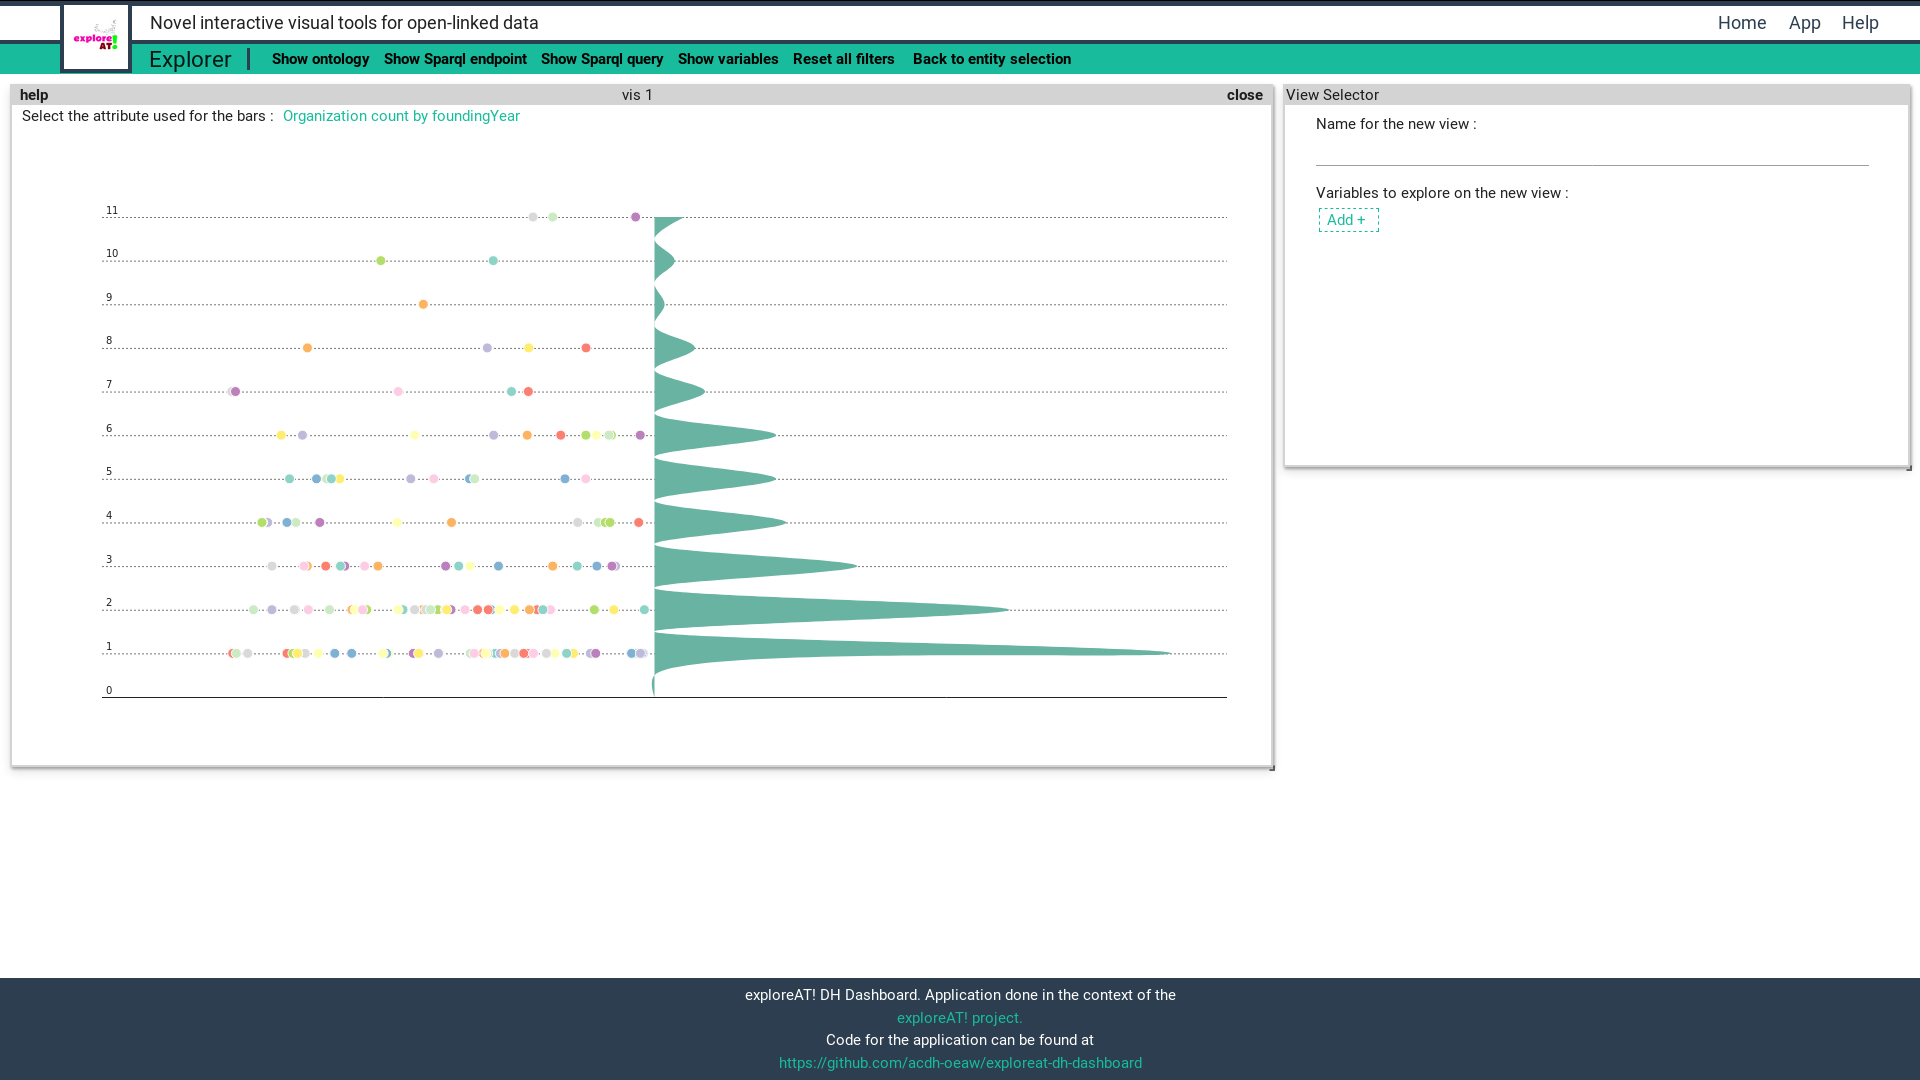 explore
AT!
Novel interactive visual tools for open-linked data
Home App Help
Explorer
Show ontology Show Sparql endpoint Show Sparql query Show variables Reset all filters Back to entity selection
help vis 1 close
Select the attribute used for the bars : Organization count by foundingYear
11
10
9
8
7
6
5
4
3
2
1
0
View Selector
Name for the new view :
Variables to explore on the new view :
Add +
exploreAT! DH Dashboard. Application done in the context of the
exploreAT! project.
Code for the application can be found at
https://github.com/acdh-oeaw/exploreat-dh-dashboard